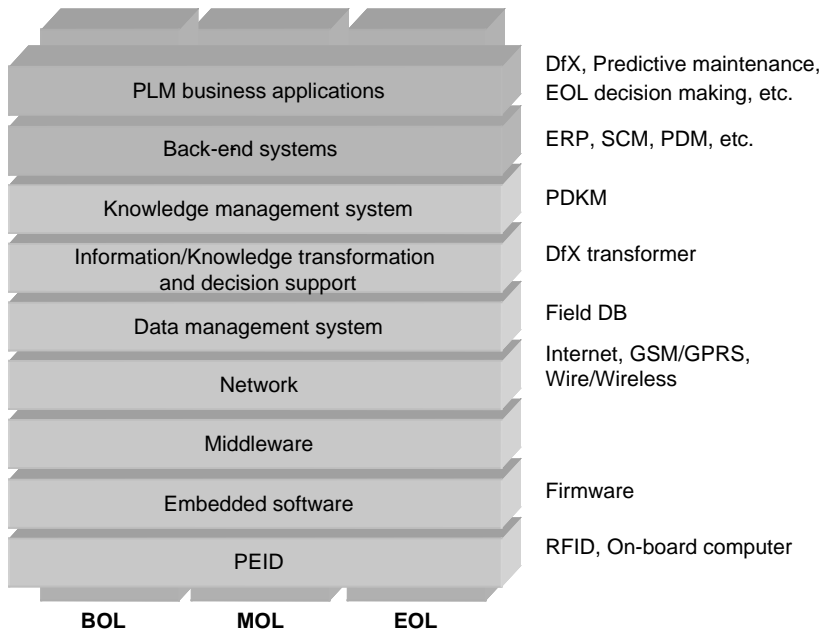 PLM business applications
DfX, Predictive maintenance,
EOL decision making, etc.
Back-end systems
ERP, SCM, PDM, etc.
Knowledge management system
PDKM
Information/Knowledge transformation
and decision support
DfX transformer
Data management system
Field DB
Network
Internet, GSM/GPRS,
Wire/Wireless
Middleware
Embedded software
Firmware
PEID
RFID, On-board computer
BOL MOL EOL